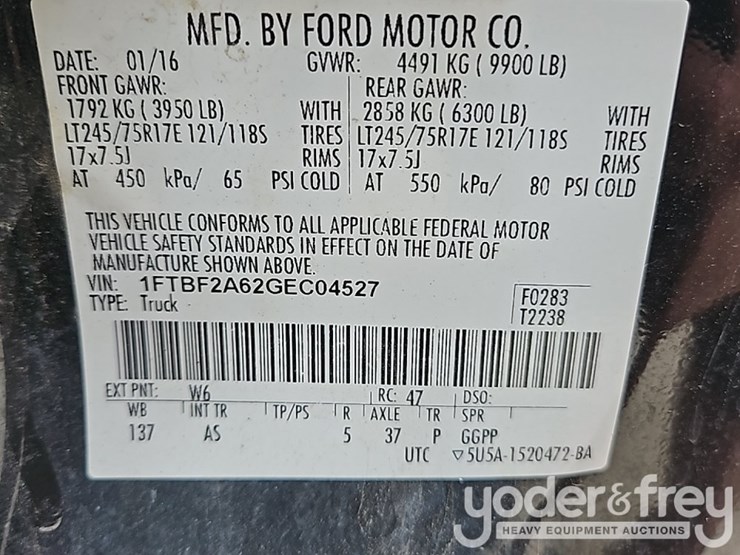 MFD. BY FORD MOTOR CO.
DATE: 01/16 GVWR: 4491 KG ( 9900 LB)
FRONT GAWR: REAR GAWR:
1792 KG ( 3950 LB) WITH 2858 KG ( 6300 LB) WITH
LT245/75R17E 121/118S TIRES LT245/75R17E 121/118S TIRES
17x7.5J RIMS 17x7.5J RIMS
AT 450 kPa/ 65 PSI COLD AT 550 kPa/ 80 PSI COLD
THIS VEHICLE CONFORMS TO ALL APPLICABLE FEDERAL MOTOR
VEHICLE SAFETY STANDARDS IN EFFECT ON THE DATE OF
MANUFACTURE SHOWN ABOVE.
VIN: 1FTBF2A62GEC04527 F0283
TYPE: Truck T2238
EXT PNT: W6 RC: 47 DSO:
WB INT TR TP/PS R AXLE TR SPR
137 AS 5 37 P GGPP
UTC ▽5U5A-1520472-BA
yoder&frey
HEAVY EQUIPMENT AUCTIONS